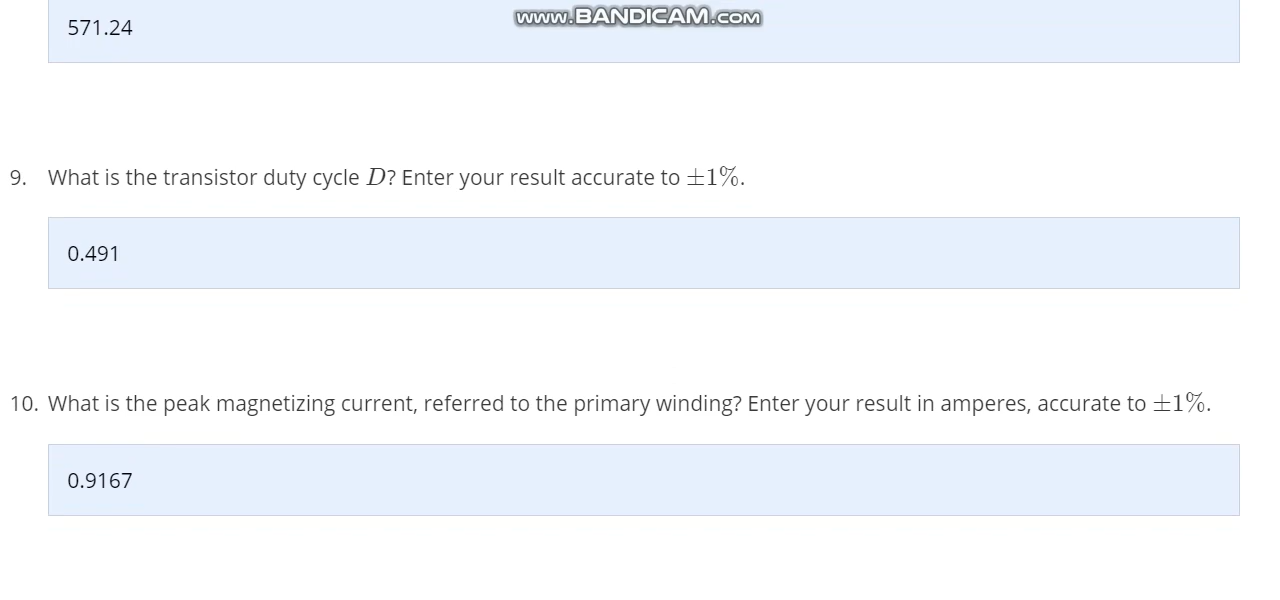 www.BANDICAM.COM
571.24
9. What is the transistor duty cycle D? Enter your result accurate to ±1%.
0.491
10. What is the peak magnetizing current, referred to the primary winding? Enter your result in amperes, accurate to ±1%.
0.9167